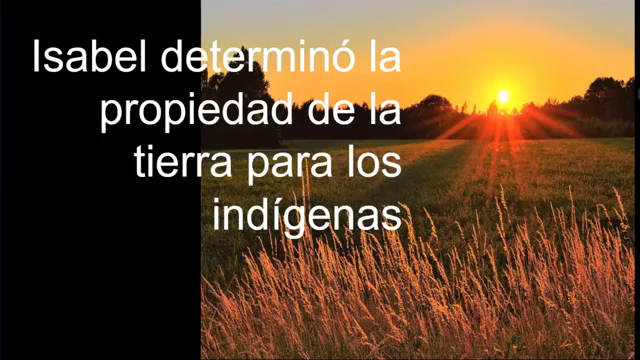 Isabel determinó la
propiedad de la
tierra para los
indígenas